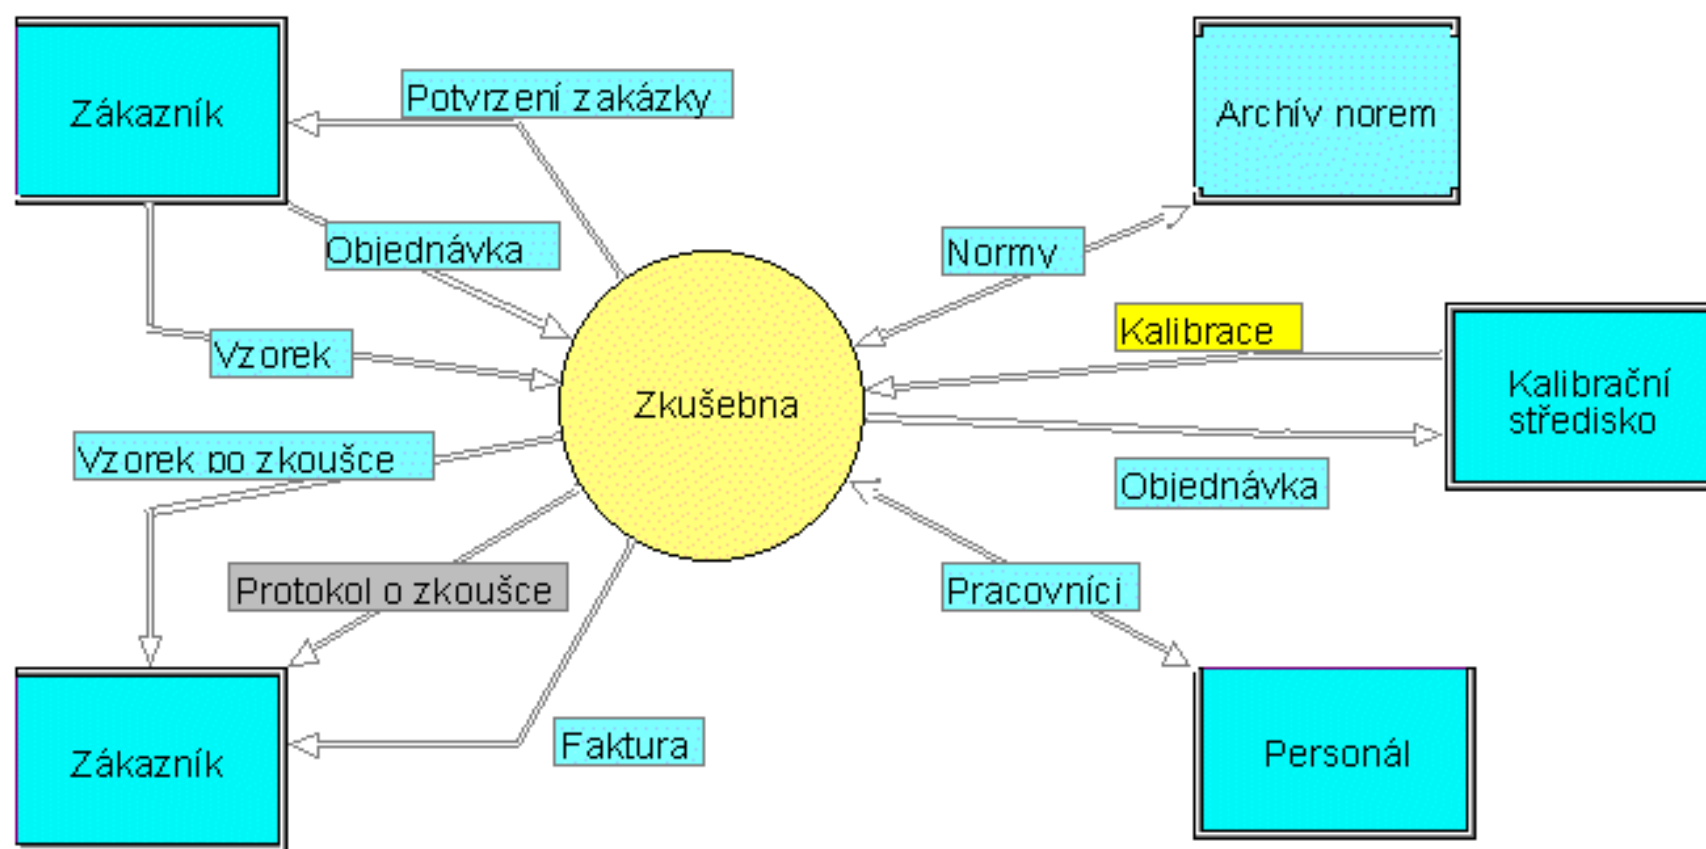 Zákazník
Potvrzení zakázky
Archív norem
Objednávka
Normy
Vzorek
Kalibrace
Zkušebna
Kalibrační
středisko
Vzorek po zkoušce
Objednávka
Protokol o zkoušce
Pracovníci
Faktura
Zákazník
Personál